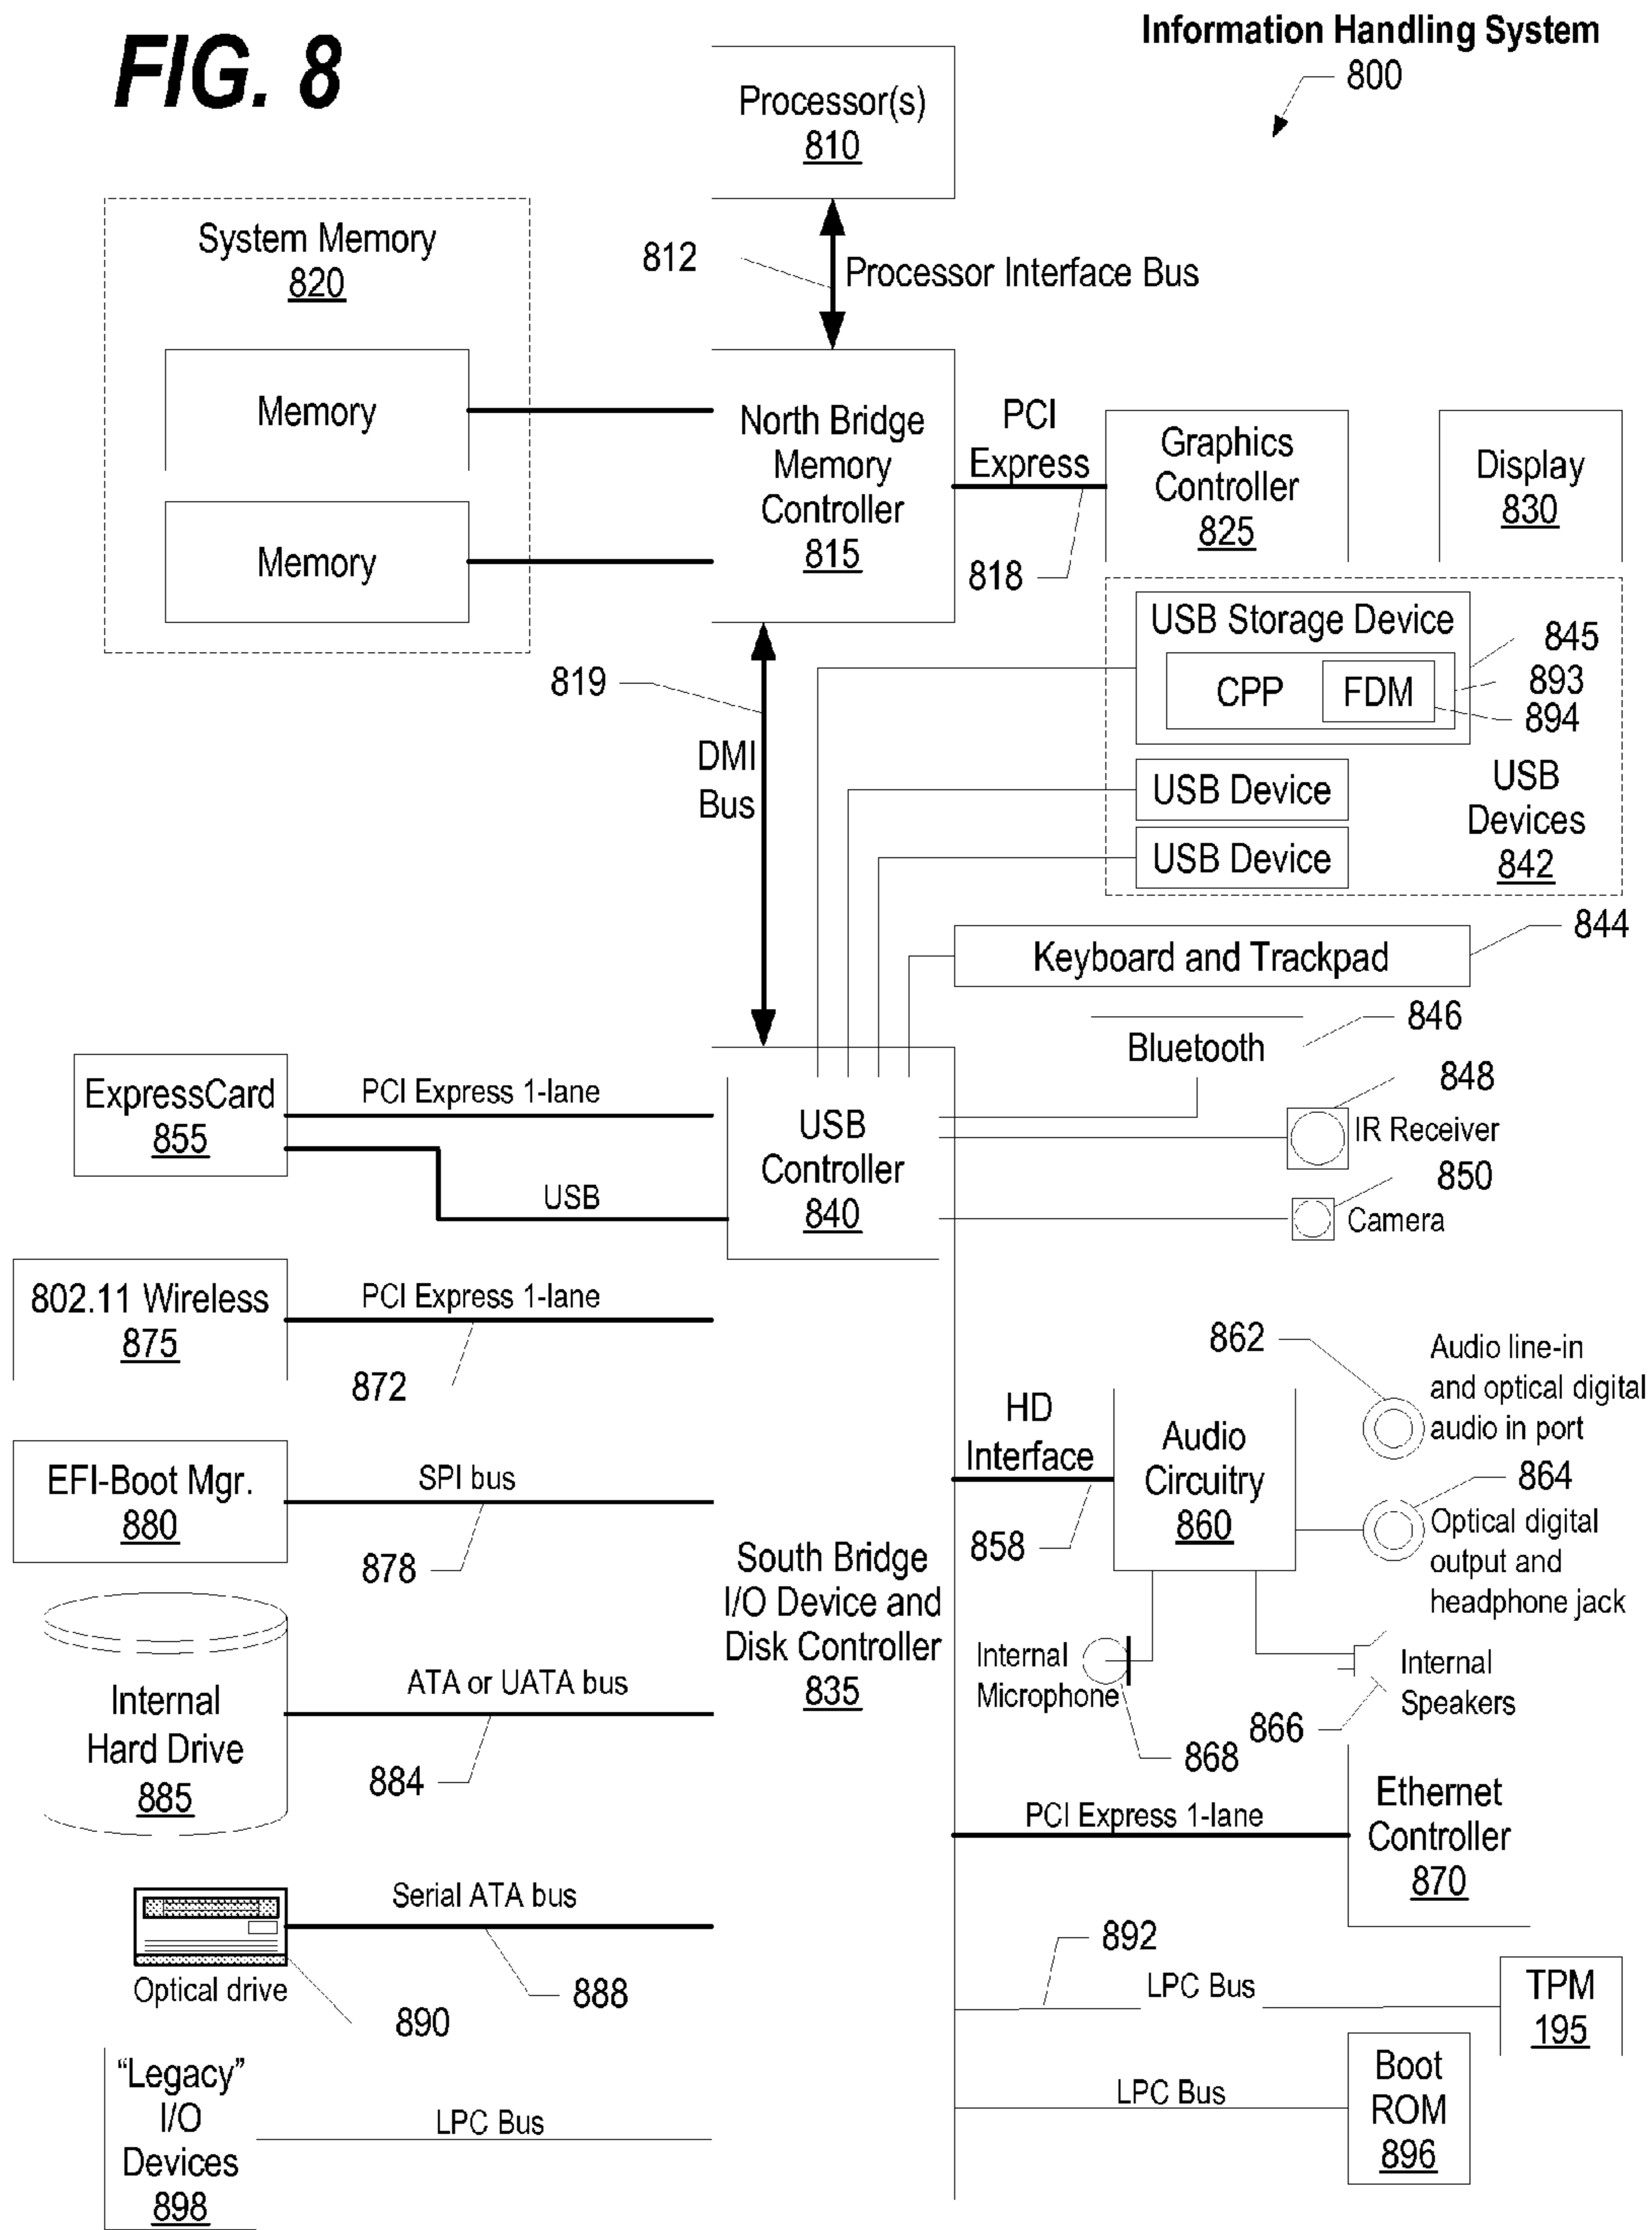 FIG. 8
Information Handling System
800
Processor(s)
810
812
Processor Interface Bus
System Memory
820
Memory
Memory
North Bridge
Memory
Controller
815
PCI
Express
818
Graphics
Controller
825
Display
830
USB Storage Device
CPP
FDM
845
893
894
USB Device
USB Device
USB
Devices
842
819
DMI
Bus
Keyboard and Trackpad
844
Bluetooth
846
848
IR Receiver
850
Camera
ExpressCard
855
PCI Express 1-lane
USB
USB
Controller
840
802.11 Wireless
875
PCI Express 1-lane
872
EFI-Boot Mgr.
880
SPI bus
878
Internal
Hard Drive
885
ATA or UATA bus
884
South Bridge
I/O Device and
Disk Controller
835
HD
Interface
858
Audio
Circuitry
860
862
Audio line-in
and optical digital
audio in port
864
Optical digital
output and
headphone jack
Internal
Microphone
868
Internal
Speakers
866
PCI Express 1-lane
Ethernet
Controller
870
Optical drive
890
Serial ATA bus
888
892
LPC Bus
TPM
195
LPC Bus
Boot
ROM
896
“Legacy”
I/O
Devices
898
LPC Bus